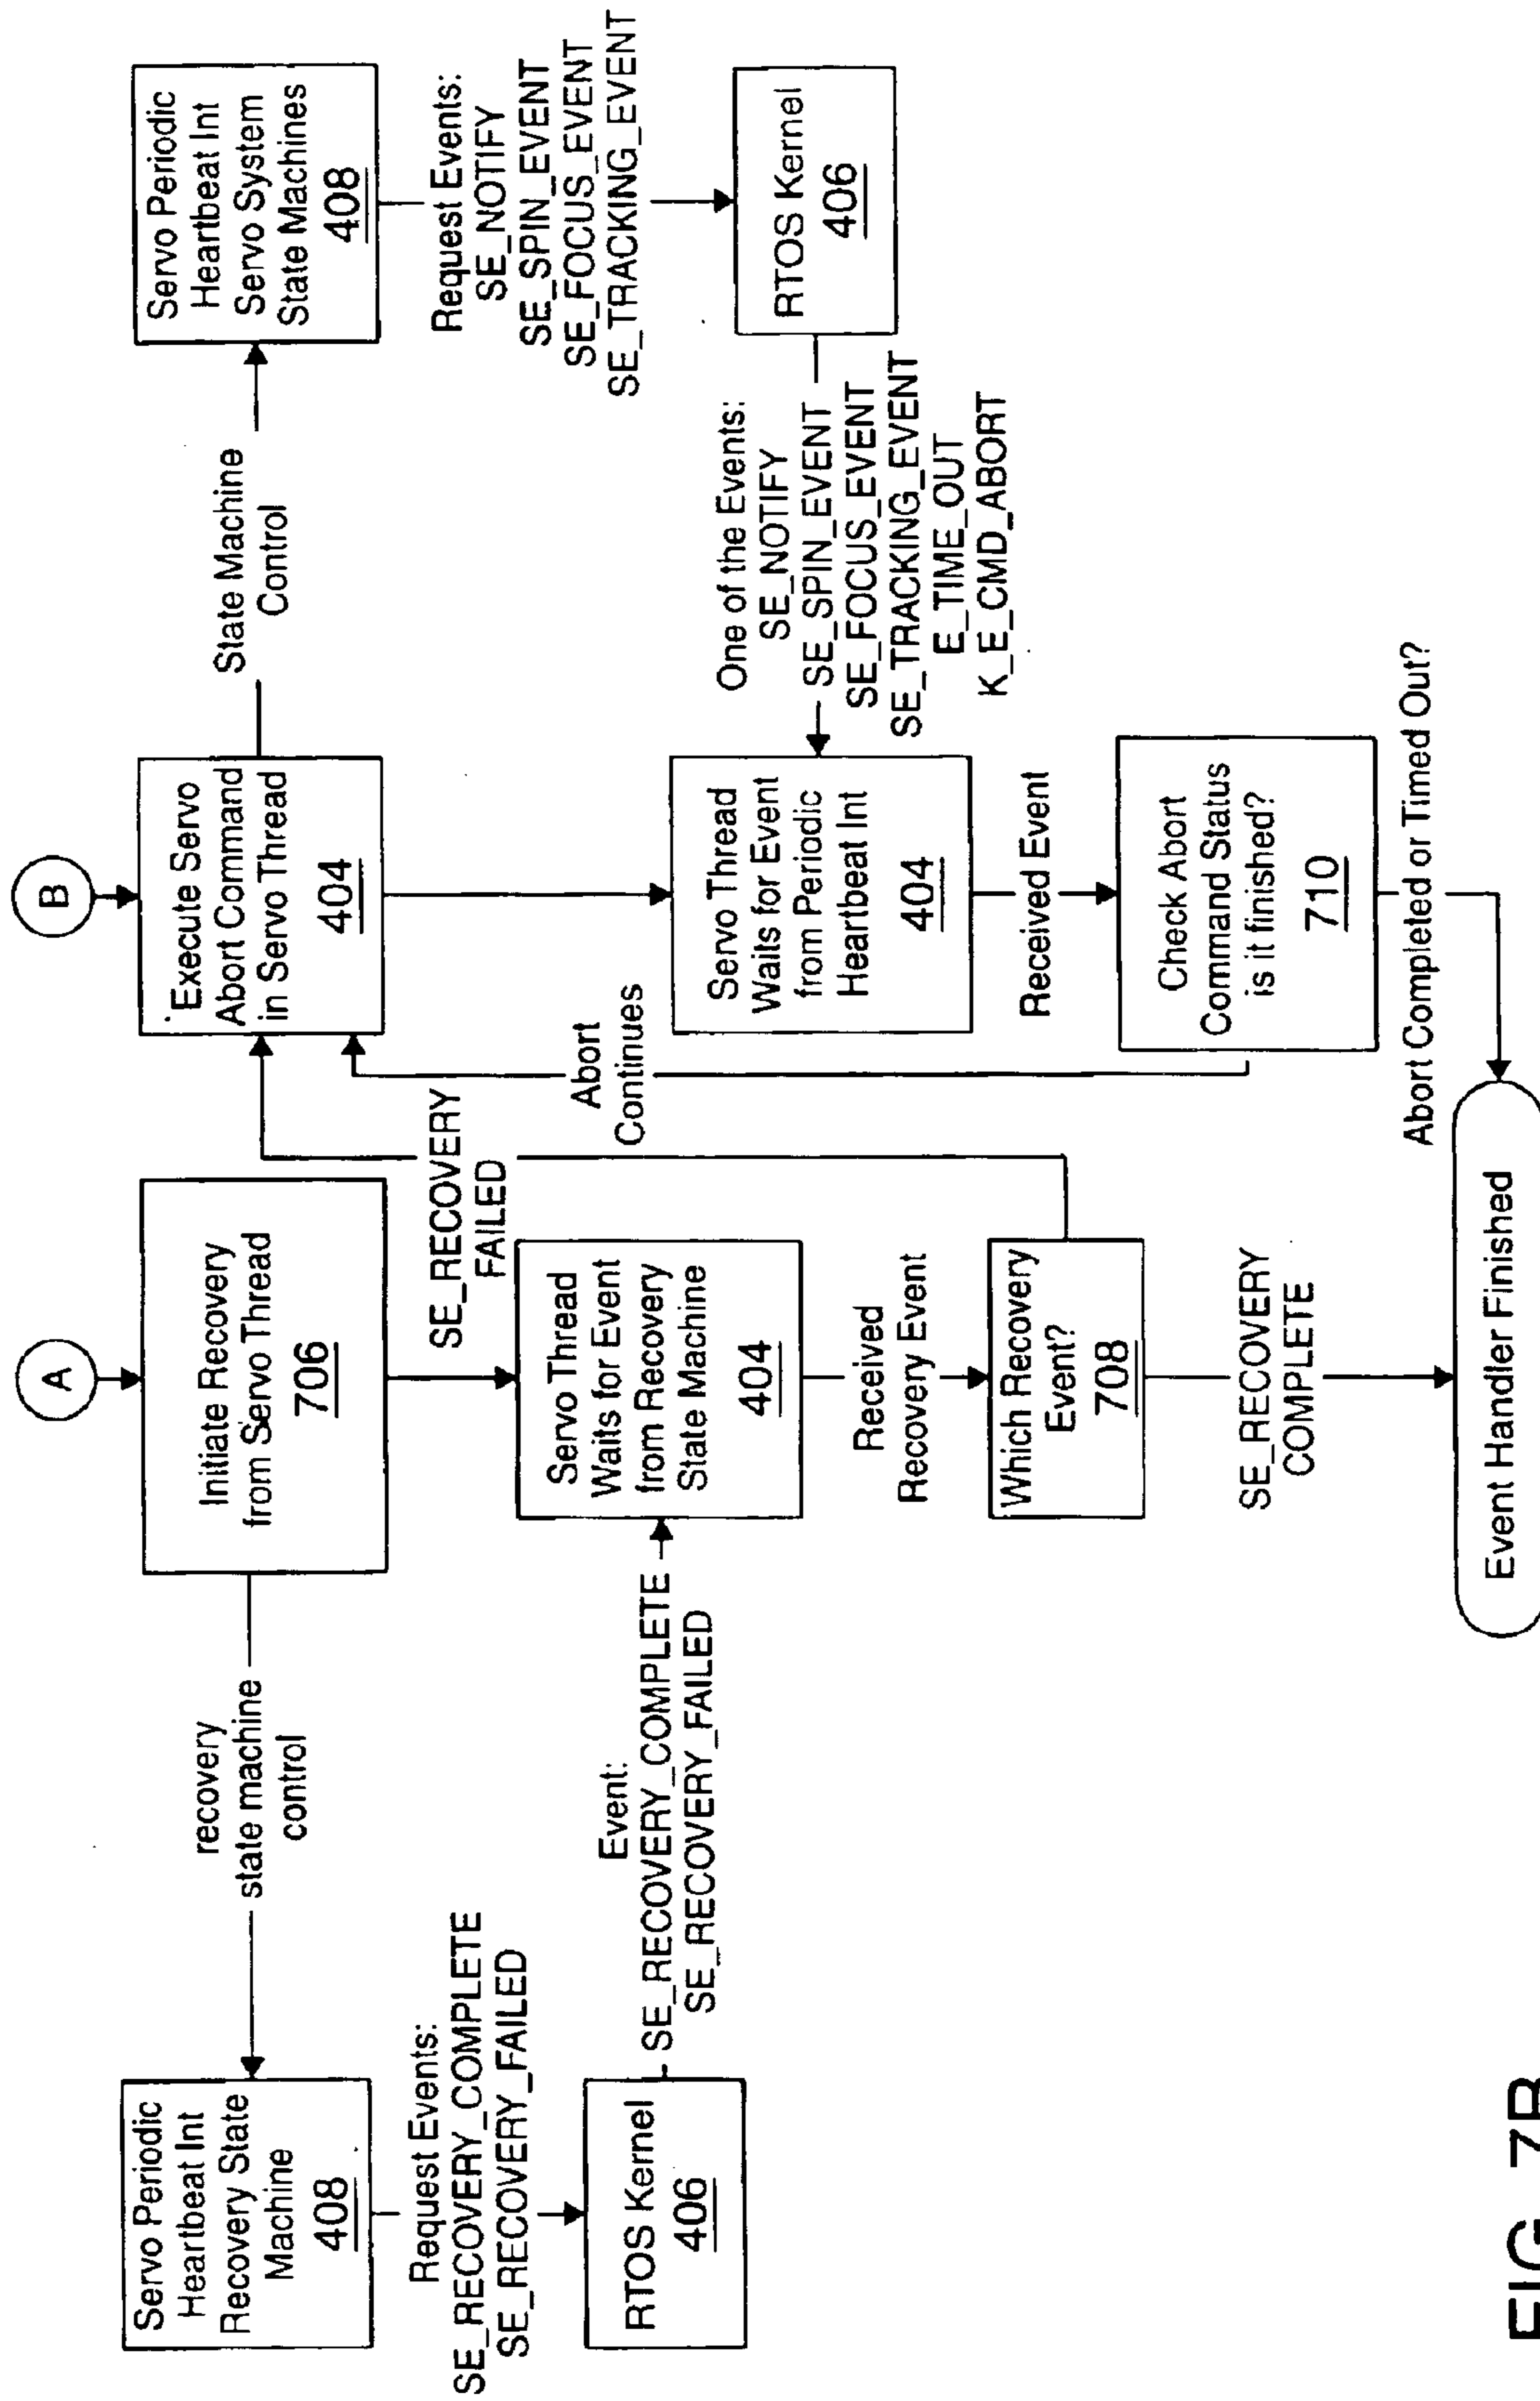 A
B
Servo Periodic
Heartbeat Int
Recovery State
Machine
408
recovery
state machine
control
Initiate Recovery
from Servo Thread
706
Execute Servo
Abort Command
in Servo Thread
404
State Machine
Control
Servo Periodic
Heartbeat Int
Servo System
State Machines
408
Request Events:
SE_RECOVERY_COMPLETE
SE_RECOVERY_FAILED
SE_RECOVERY
FAILED
Abort
Continues
Request Events:
SE_NOTIFY
SE_SPIN_EVENT
SE_FOCUS_EVENT
SE_TRACKING_EVENT
RTOS Kernel
406
Event:
SE_RECOVERY_COMPLETE
SE_RECOVERY_FAILED
Servo Thread
Waits for Event
from Recovery
State Machine
404
Servo Thread
Waits for Event
from Periodic
Heartbeat Int
404
One of the Events:
SE_NOTIFY
SE_SPIN_EVENT
SE_FOCUS_EVENT
SE_TRACKING_EVENT
E_TIME_OUT
K_E_CMD_ABORT
RTOS Kernel
406
Received
Recovery Event
Received Event
Which Recovery
Event?
708
Check Abort
Command Status
is it finished?
710
SE_RECOVERY
COMPLETE
Abort Completed or Timed Out?
Event Handler Finished
FIG. 7B